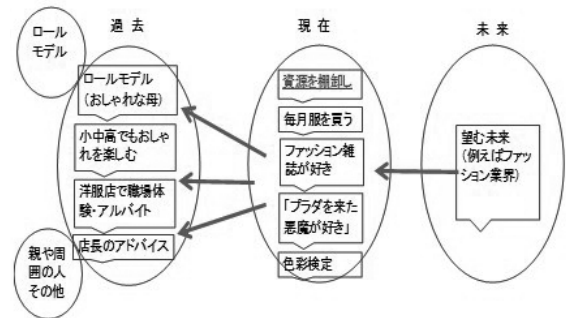 ロール
モデル
過 去
ロールモデル
(おしゃれな母)
小中高でもおしゃ
れを楽しむ
洋服店で職場体
験・アルバイト
店長のアドバイス
親や周
囲の人
その他
現 在
資源を棚卸し
毎月服を買う
ファッション雑
誌が好き
「プラダを来た
悪魔が好き」
色彩検定
未 来
望む未来
(例えばファッ
ション業界)